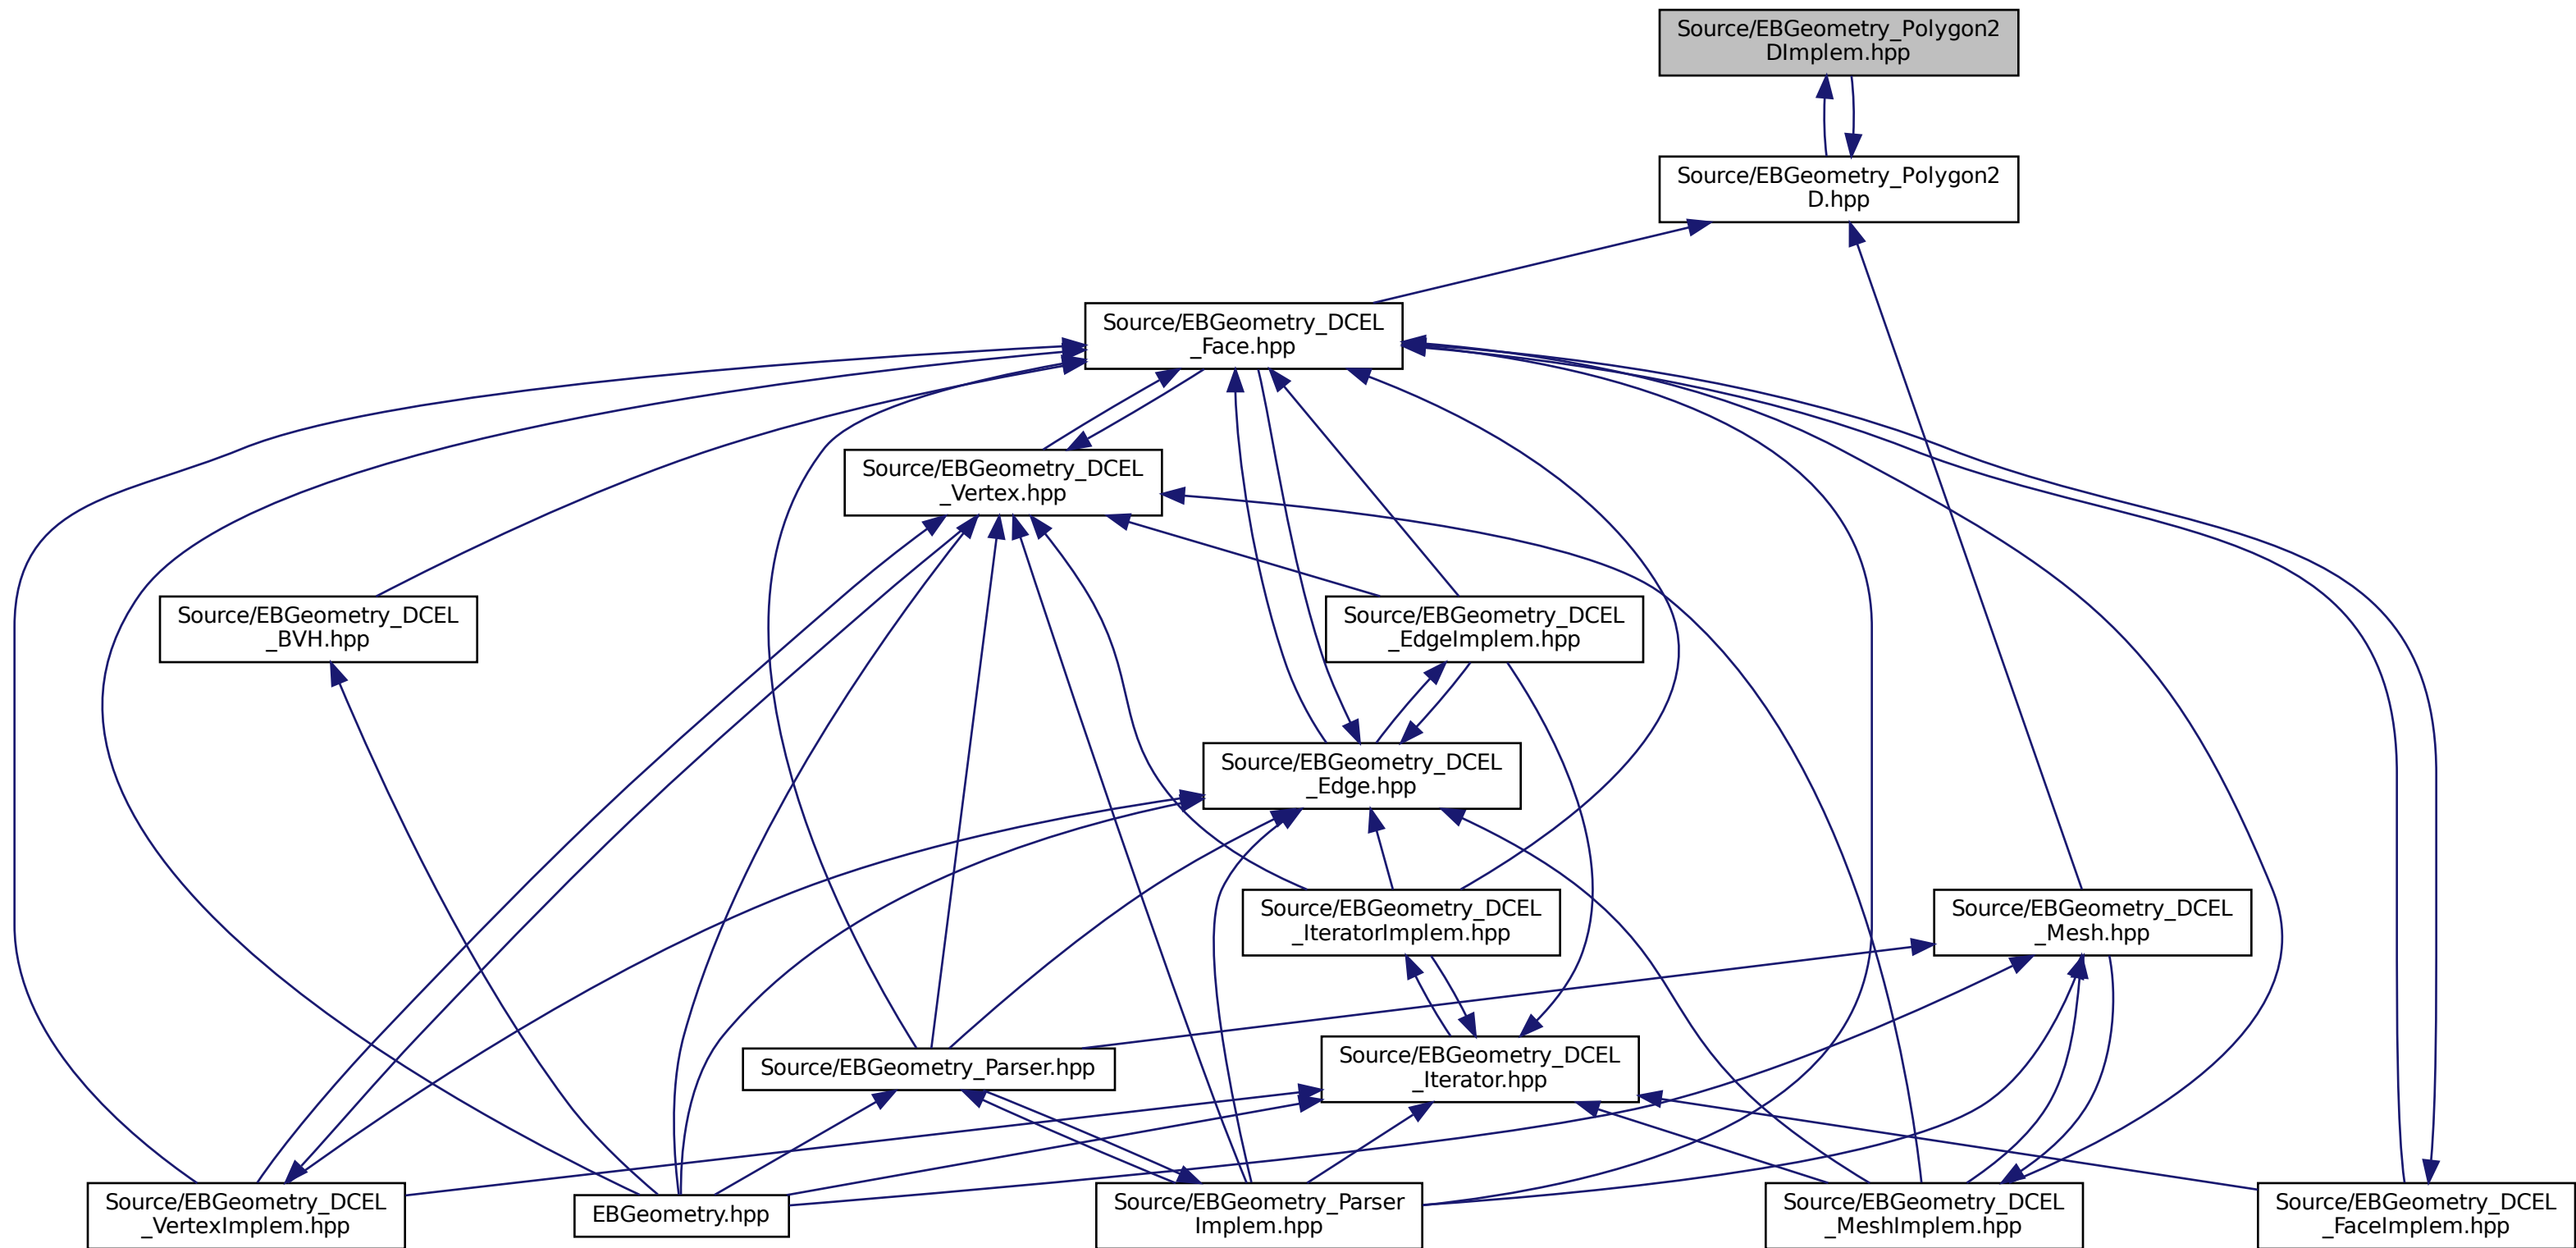 Source/EBGeometry_Polygon2
DImplem.hpp
Source/EBGeometry_Polygon2
D.hpp
Source/EBGeometry_DCEL
_Face.hpp
Source/EBGeometry_DCEL
_Vertex.hpp
Source/EBGeometry_DCEL
_BVH.hpp
Source/EBGeometry_DCEL
_EdgeImplem.hpp
Source/EBGeometry_DCEL
_Edge.hpp
Source/EBGeometry_DCEL
_IteratorImplem.hpp
Source/EBGeometry_DCEL
_Mesh.hpp
Source/EBGeometry_Parser.hpp
Source/EBGeometry_DCEL
_Iterator.hpp
Source/EBGeometry_DCEL
_VertexImplem.hpp
EBGeometry.hpp
Source/EBGeometry_Parser
Implem.hpp
Source/EBGeometry_DCEL
_MeshImplem.hpp
Source/EBGeometry_DCEL
_FaceImplem.hpp